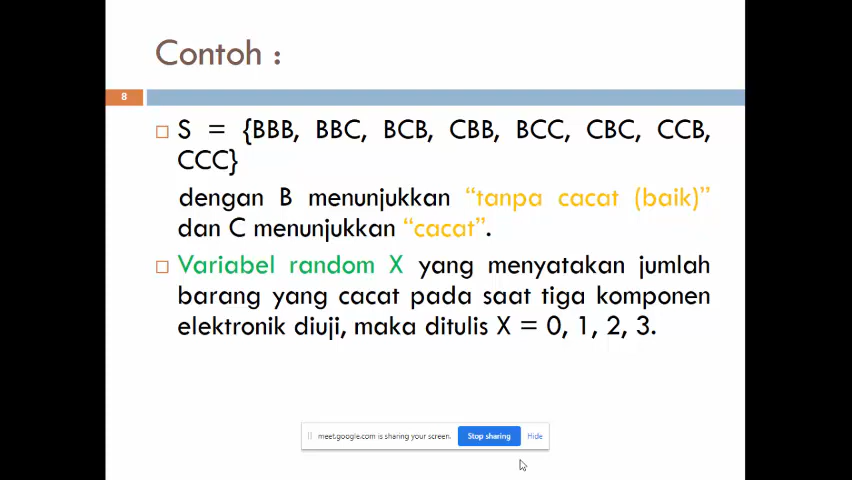 Contoh :
8
S = {BBB, BBC, BCB, CBB, BCC, CBC, CCB,
CCC}
dengan B menunjukkan “tanpa cacat (baik)”
dan C menunjukkan “cacat”.
Variabel random X yang menyatakan jumlah
barang yang cacat pada saat tiga komponen
elektronik diuji, maka ditulis X = 0, 1, 2, 3.
meet.google.com is sharing your screen. Stop sharing Hide